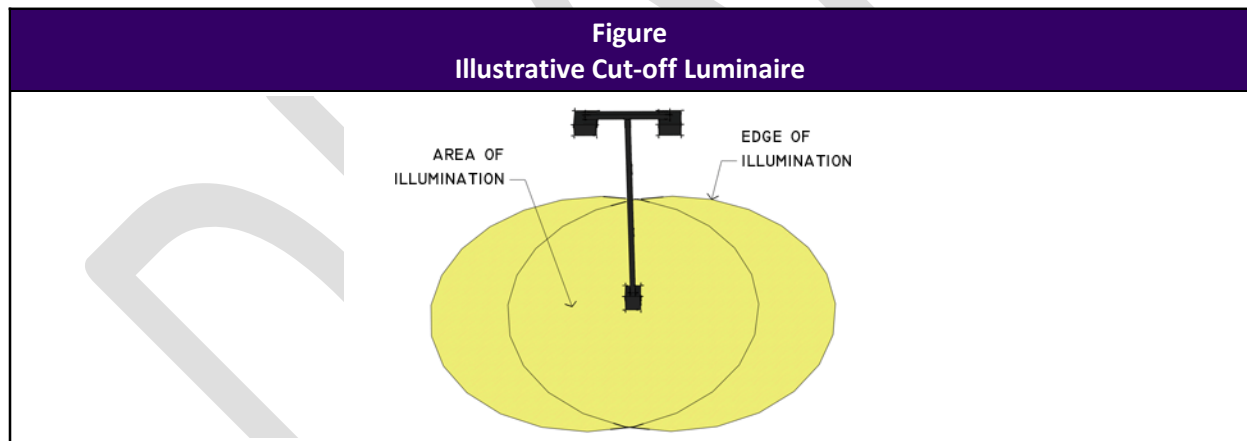 Figure
Illustrative Cut-off Luminaire
AREA OF
ILLUMINATION
EDGE OF
ILLUMINATION